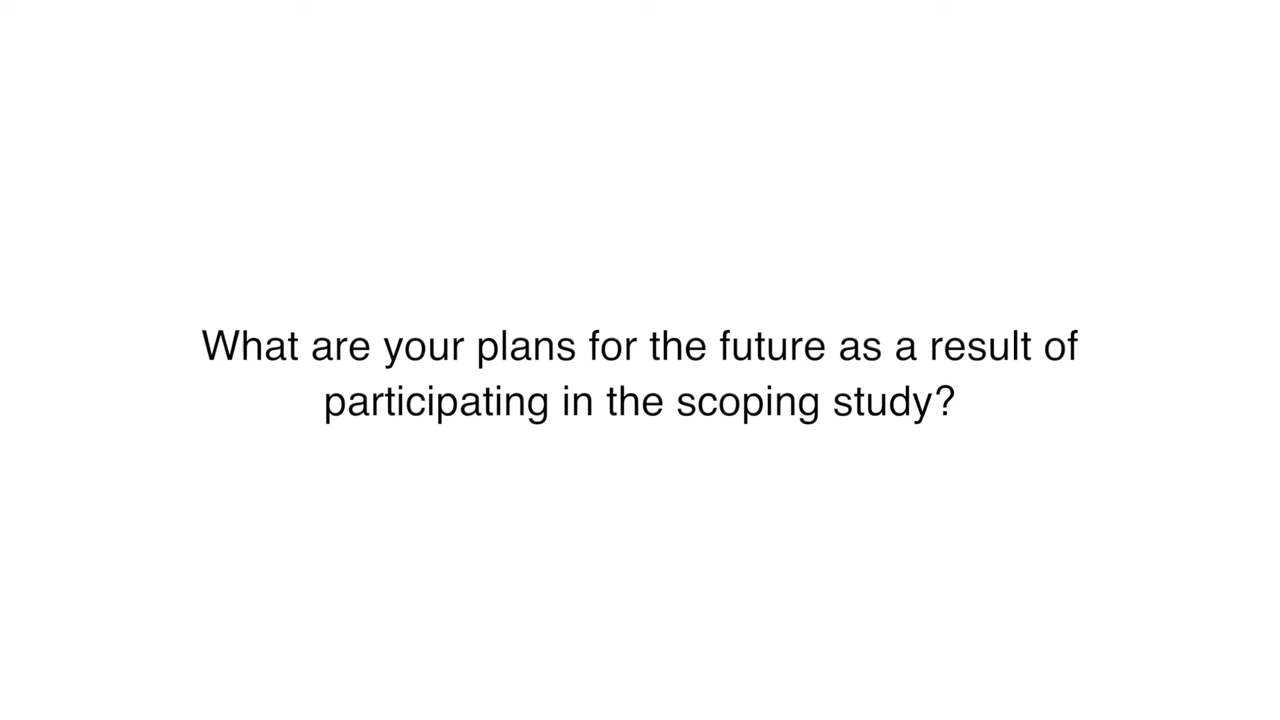 What are your plans for the future as a result of
participating in the scoping study?